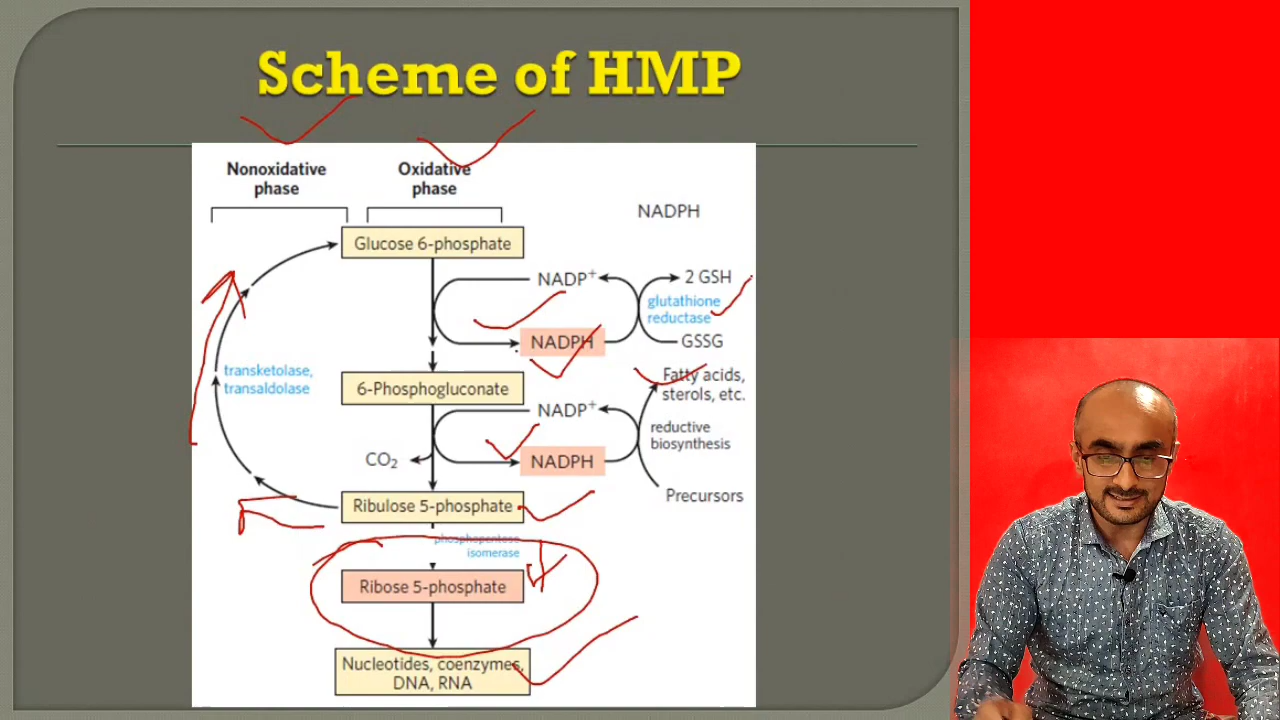 Scheme of HMP
Nonoxidative
phase
Oxidative
phase
NADPH
Glucose 6-phosphate
NADP+
2 GSH
glutathione
reductase
NADPH
GSSG
transketolase,
transaldolase
6-Phosphogluconate
Fatty acids,
sterols, etc.
NADP+
reductive
biosynthesis
CO₂
NADPH
Precursors
Ribulose 5-phosphate
phosphopentose
isomerase
Ribose 5-phosphate
Nucleotides, coenzymes,
DNA, RNA